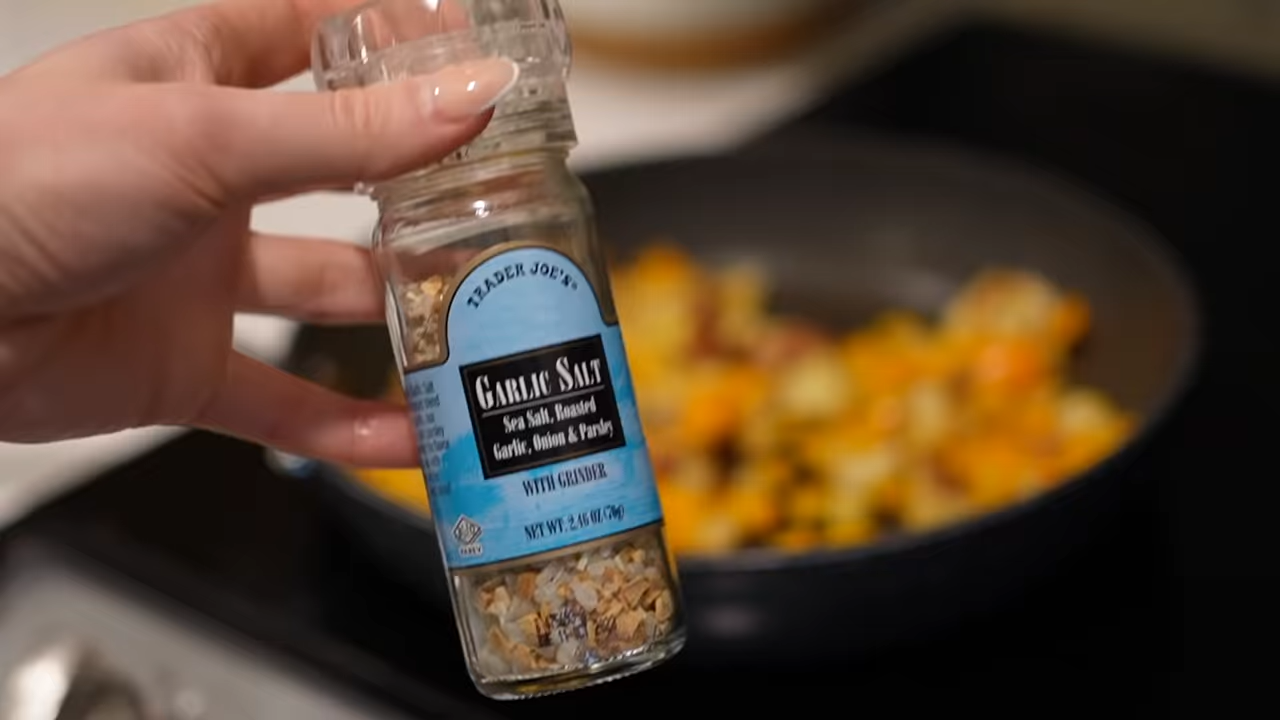 TRADER JOE'S®
GARLIC SALT
Sea Salt, Roasted
Garlic, Onion & Parsley
WITH GRINDER
NET WT. 2.46 OZ (70g)